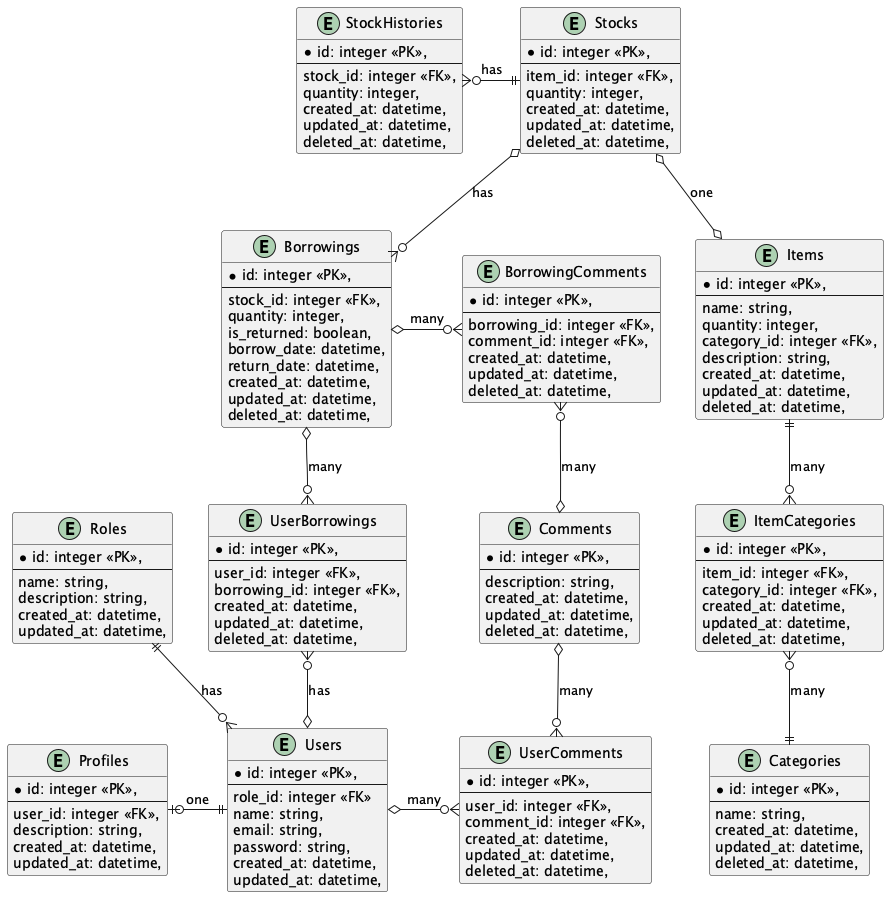 E StockHistories
* id: integer «PK»,
stock_id: integer «FK»,
quantity: integer,
created_at: datetime,
updated_at: datetime,
deleted_at: datetime,
has
E Stocks
* id: integer «PK»,
item_id: integer «FK»,
quantity: integer,
created_at: datetime,
updated_at: datetime,
deleted_at: datetime,
has
one
E Borrowings
* id: integer «PK»,
stock_id: integer «FK»,
quantity: integer,
is_returned: boolean,
borrow_date: datetime,
return_date: datetime,
created_at: datetime,
updated_at: datetime,
deleted_at: datetime,
many
E BorrowingComments
* id: integer «PK»,
borrowing_id: integer «FK»,
comment_id: integer «FK»,
created_at: datetime,
updated_at: datetime,
deleted_at: datetime,
E Items
* id: integer «PK»,
name: string,
quantity: integer,
category_id: integer «FK»,
description: string,
created_at: datetime,
updated_at: datetime,
deleted_at: datetime,
many
many
many
E Roles
* id: integer «PK»,
name: string,
description: string,
created_at: datetime,
updated_at: datetime,
E UserBorrowings
* id: integer «PK»,
user_id: integer «FK»,
borrowing_id: integer «FK»,
created_at: datetime,
updated_at: datetime,
deleted_at: datetime,
E Comments
* id: integer «PK»,
description: string,
created_at: datetime,
updated_at: datetime,
deleted_at: datetime,
E ItemCategories
* id: integer «PK»,
item_id: integer «FK»,
category_id: integer «FK»,
created_at: datetime,
updated_at: datetime,
deleted_at: datetime,
has
has
many
many
E Profiles
* id: integer «PK»,
user_id: integer «FK»,
description: string,
created_at: datetime,
updated_at: datetime,
one
E Users
* id: integer «PK»,
role_id: integer «FK»
name: string,
email: string,
password: string,
created_at: datetime,
updated_at: datetime,
many
E UserComments
* id: integer «PK»,
user_id: integer «FK»,
comment_id: integer «FK»,
created_at: datetime,
updated_at: datetime,
deleted_at: datetime,
E Categories
* id: integer «PK»,
name: string,
created_at: datetime,
updated_at: datetime,
deleted_at: datetime,